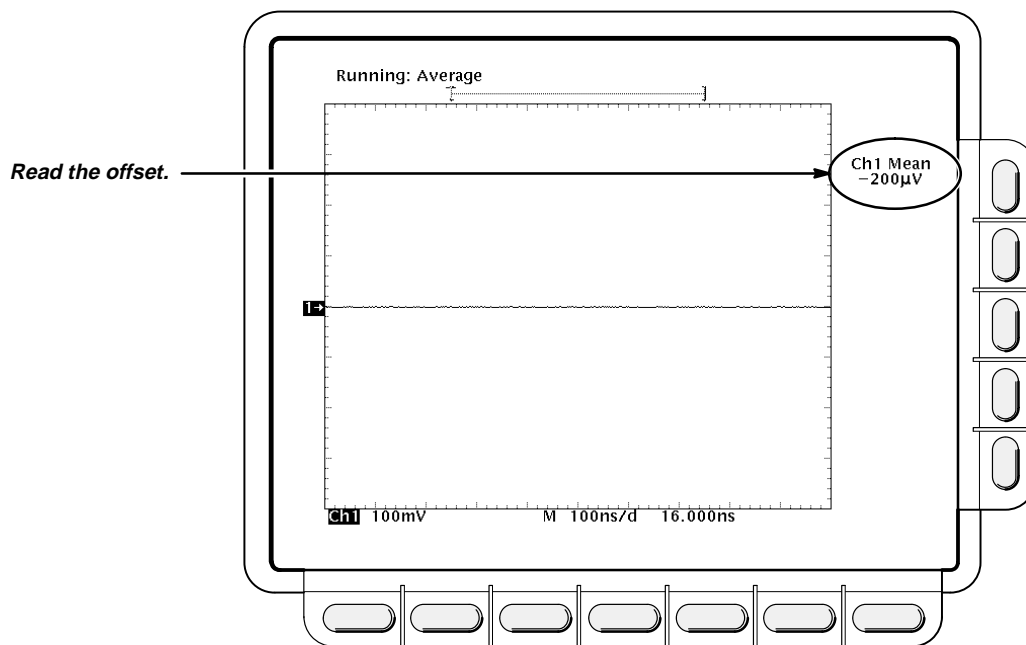 Running: Average
Read the offset.
Ch1 Mean
−200µV
1→
Ch1 100mV M 100ns/d 16.000ns